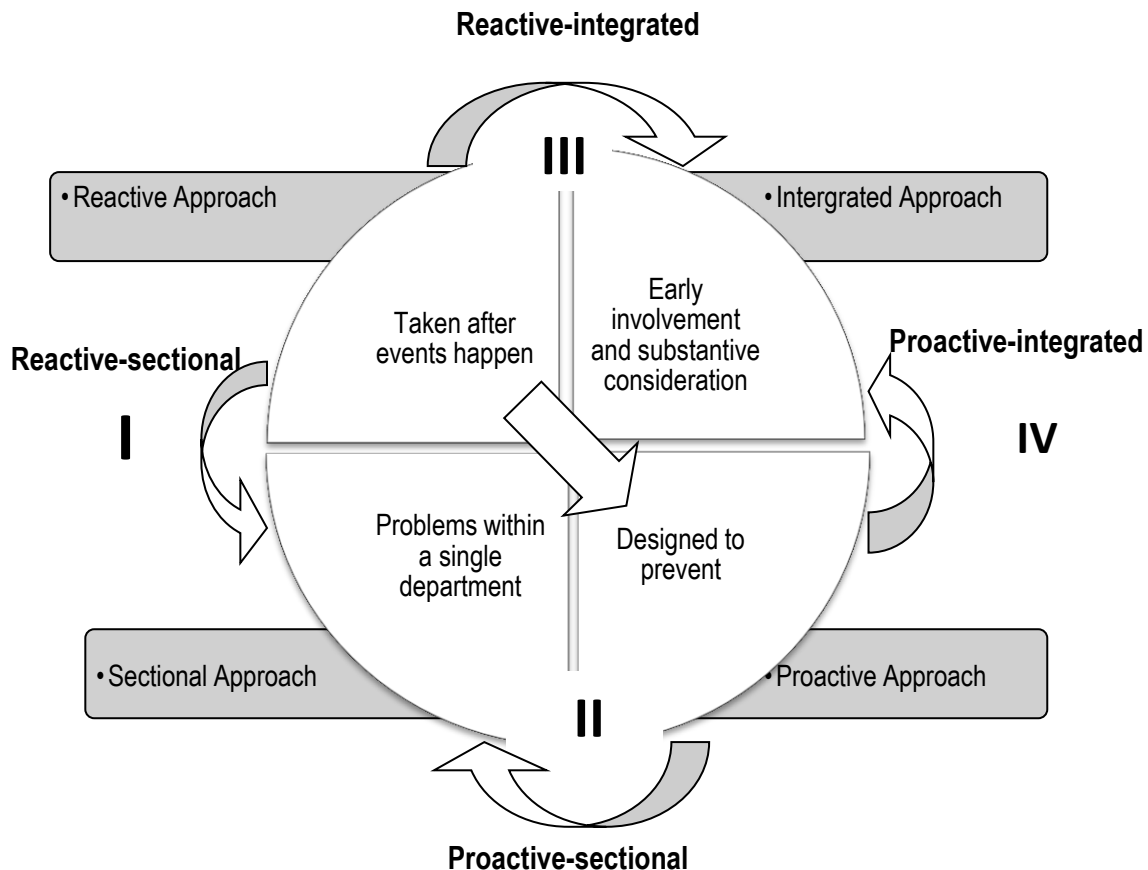 Reactive-integrated
III
• Reactive Approach
• Intergrated Approach
Taken after
events happen
Early
involvement
and substantive
consideration
Reactive-sectional
I
Proactive-integrated
IV
Problems within
a single
department
Designed to
prevent
• Sectional Approach
• Proactive Approach
II
Proactive-sectional